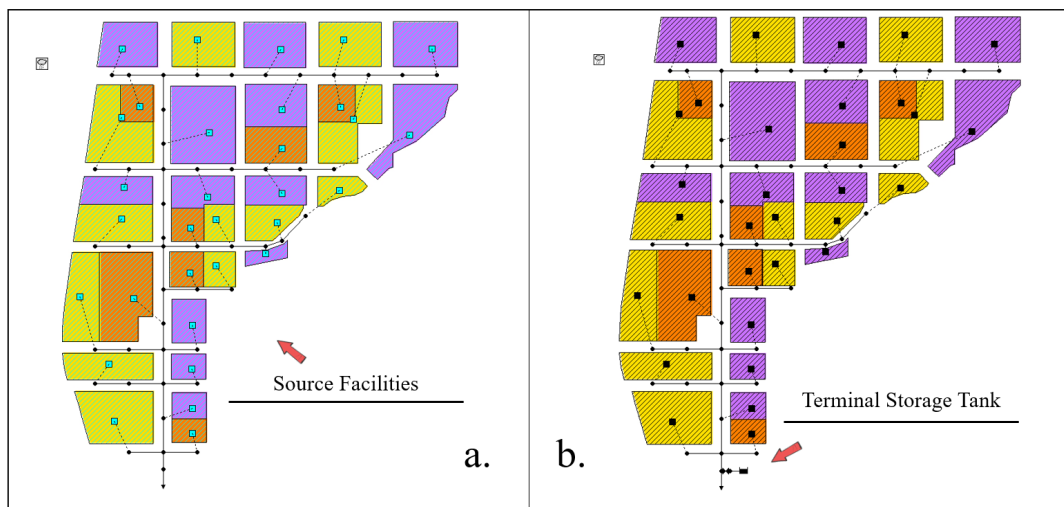 Source Facilities
a.
Terminal Storage Tank
b.